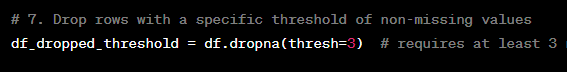 # 7. Drop rows with a specific threshold of non-missing values
df_dropped_threshold = df.dropna(thresh=3)  # requires at least 3